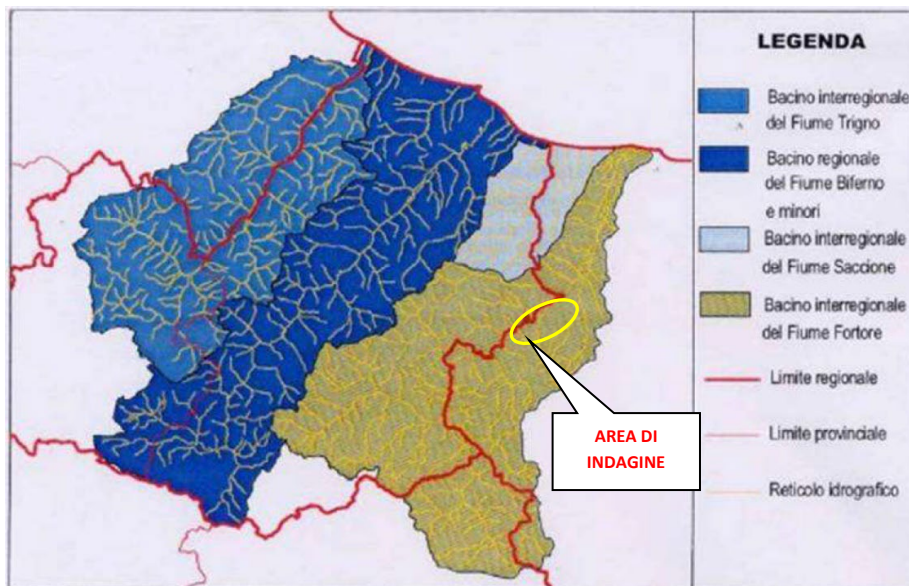 LEGENDA
Bacino interregionale
del Fiume Trigno
Bacino regionale
del Fiume Biferno
e minori
Bacino interregionale
del Fiume Saccione
Bacino interregionale
del Fiume Fortore
Limite regionale
Limite provinciale
Reticolo idrografico
AREA DI
INDAGINE